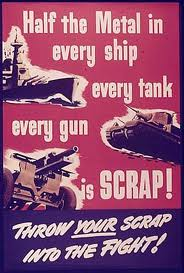 Half the Metal in
every ship
every tank
every gun
is SCRAP!
THROW YOUR SCRAP
INTO THE FIGHT!